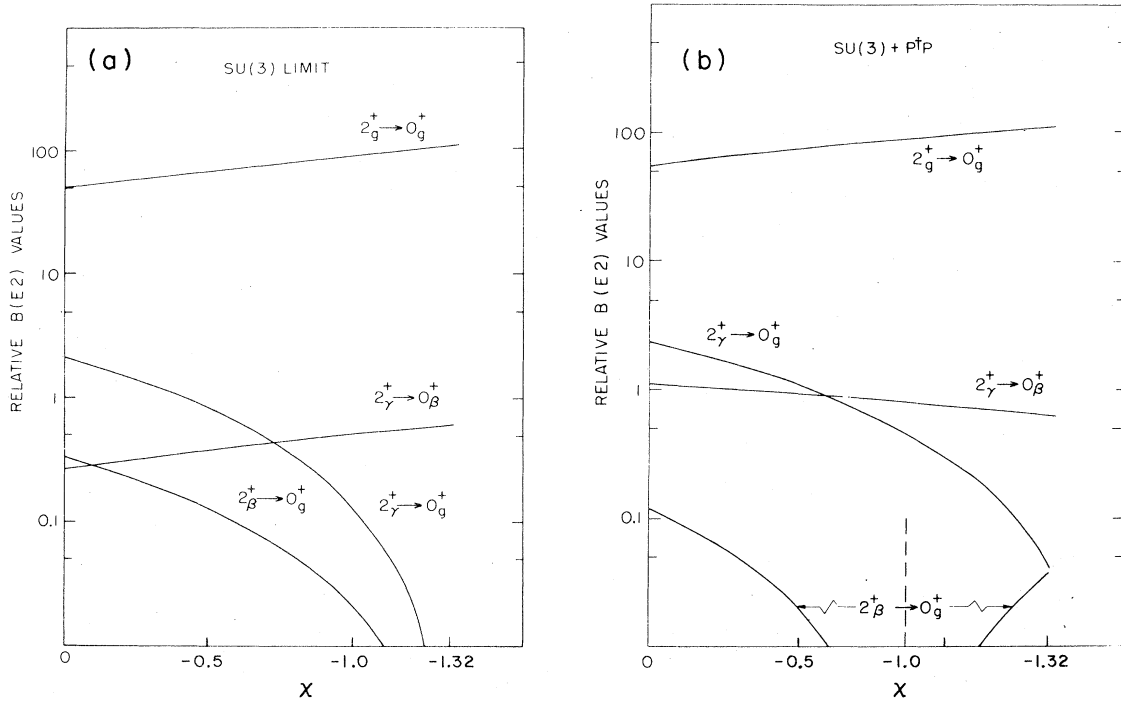 (a)
SU(3) LIMIT
2⁺g → 0⁺g
100
10
1
0.1
RELATIVE B(E2) VALUES
2⁺γ → 0⁺β
2⁺β → 0⁺g
2⁺γ → 0⁺g
0
-0.5
-1.0
-1.32
χ
(b)
SU(3) + P†P
100
2⁺g → 0⁺g
10
2⁺γ → 0⁺g
2⁺γ → 0⁺β
1
0.1
RELATIVE B(E2) VALUES
2⁺β → 0⁺g
0
-0.5
-1.0
-1.32
χ